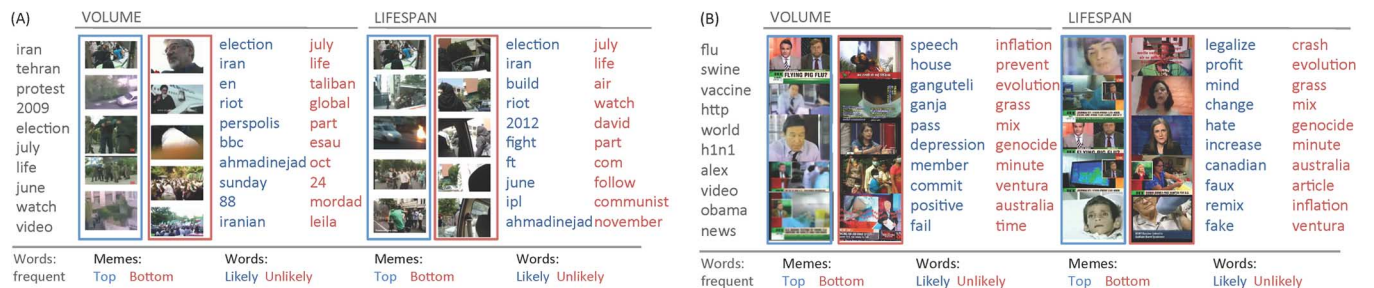 (A) VOLUME LIFESPAN
iran
tehran
protest
2009
election
july
life
june
watch
video
election july
iran life
en taliban
riot global
perspolis part
bbc esau
ahmadinejad oct
sunday 24
88 mordad
iranian leila
election july
iran life
build air
riot watch
2012 david
fight part
ft com
june follow
ipl communist
ahmadinejad november
Words: Memes: Words: Memes: Words:
frequent Top Bottom Likely Unlikely Top Bottom Likely Unlikely
(B) VOLUME LIFESPAN
flu
swine
vaccine
http
world
h1n1
alex
video
obama
news
FLYING PIG FLU?
speech inflation
house prevent
ganguteli evolution
ganja grass
pass mix
depression genocide
member minute
commit ventura
positive australia
fail time
legalize crash
profit evolution
mind grass
change mix
hate genocide
increase minute
canadian australia
faux article
remix inflation
fake ventura
Words: Memes: Words: Memes: Words:
frequent Top Bottom Likely Unlikely Top Bottom Likely Unlikely